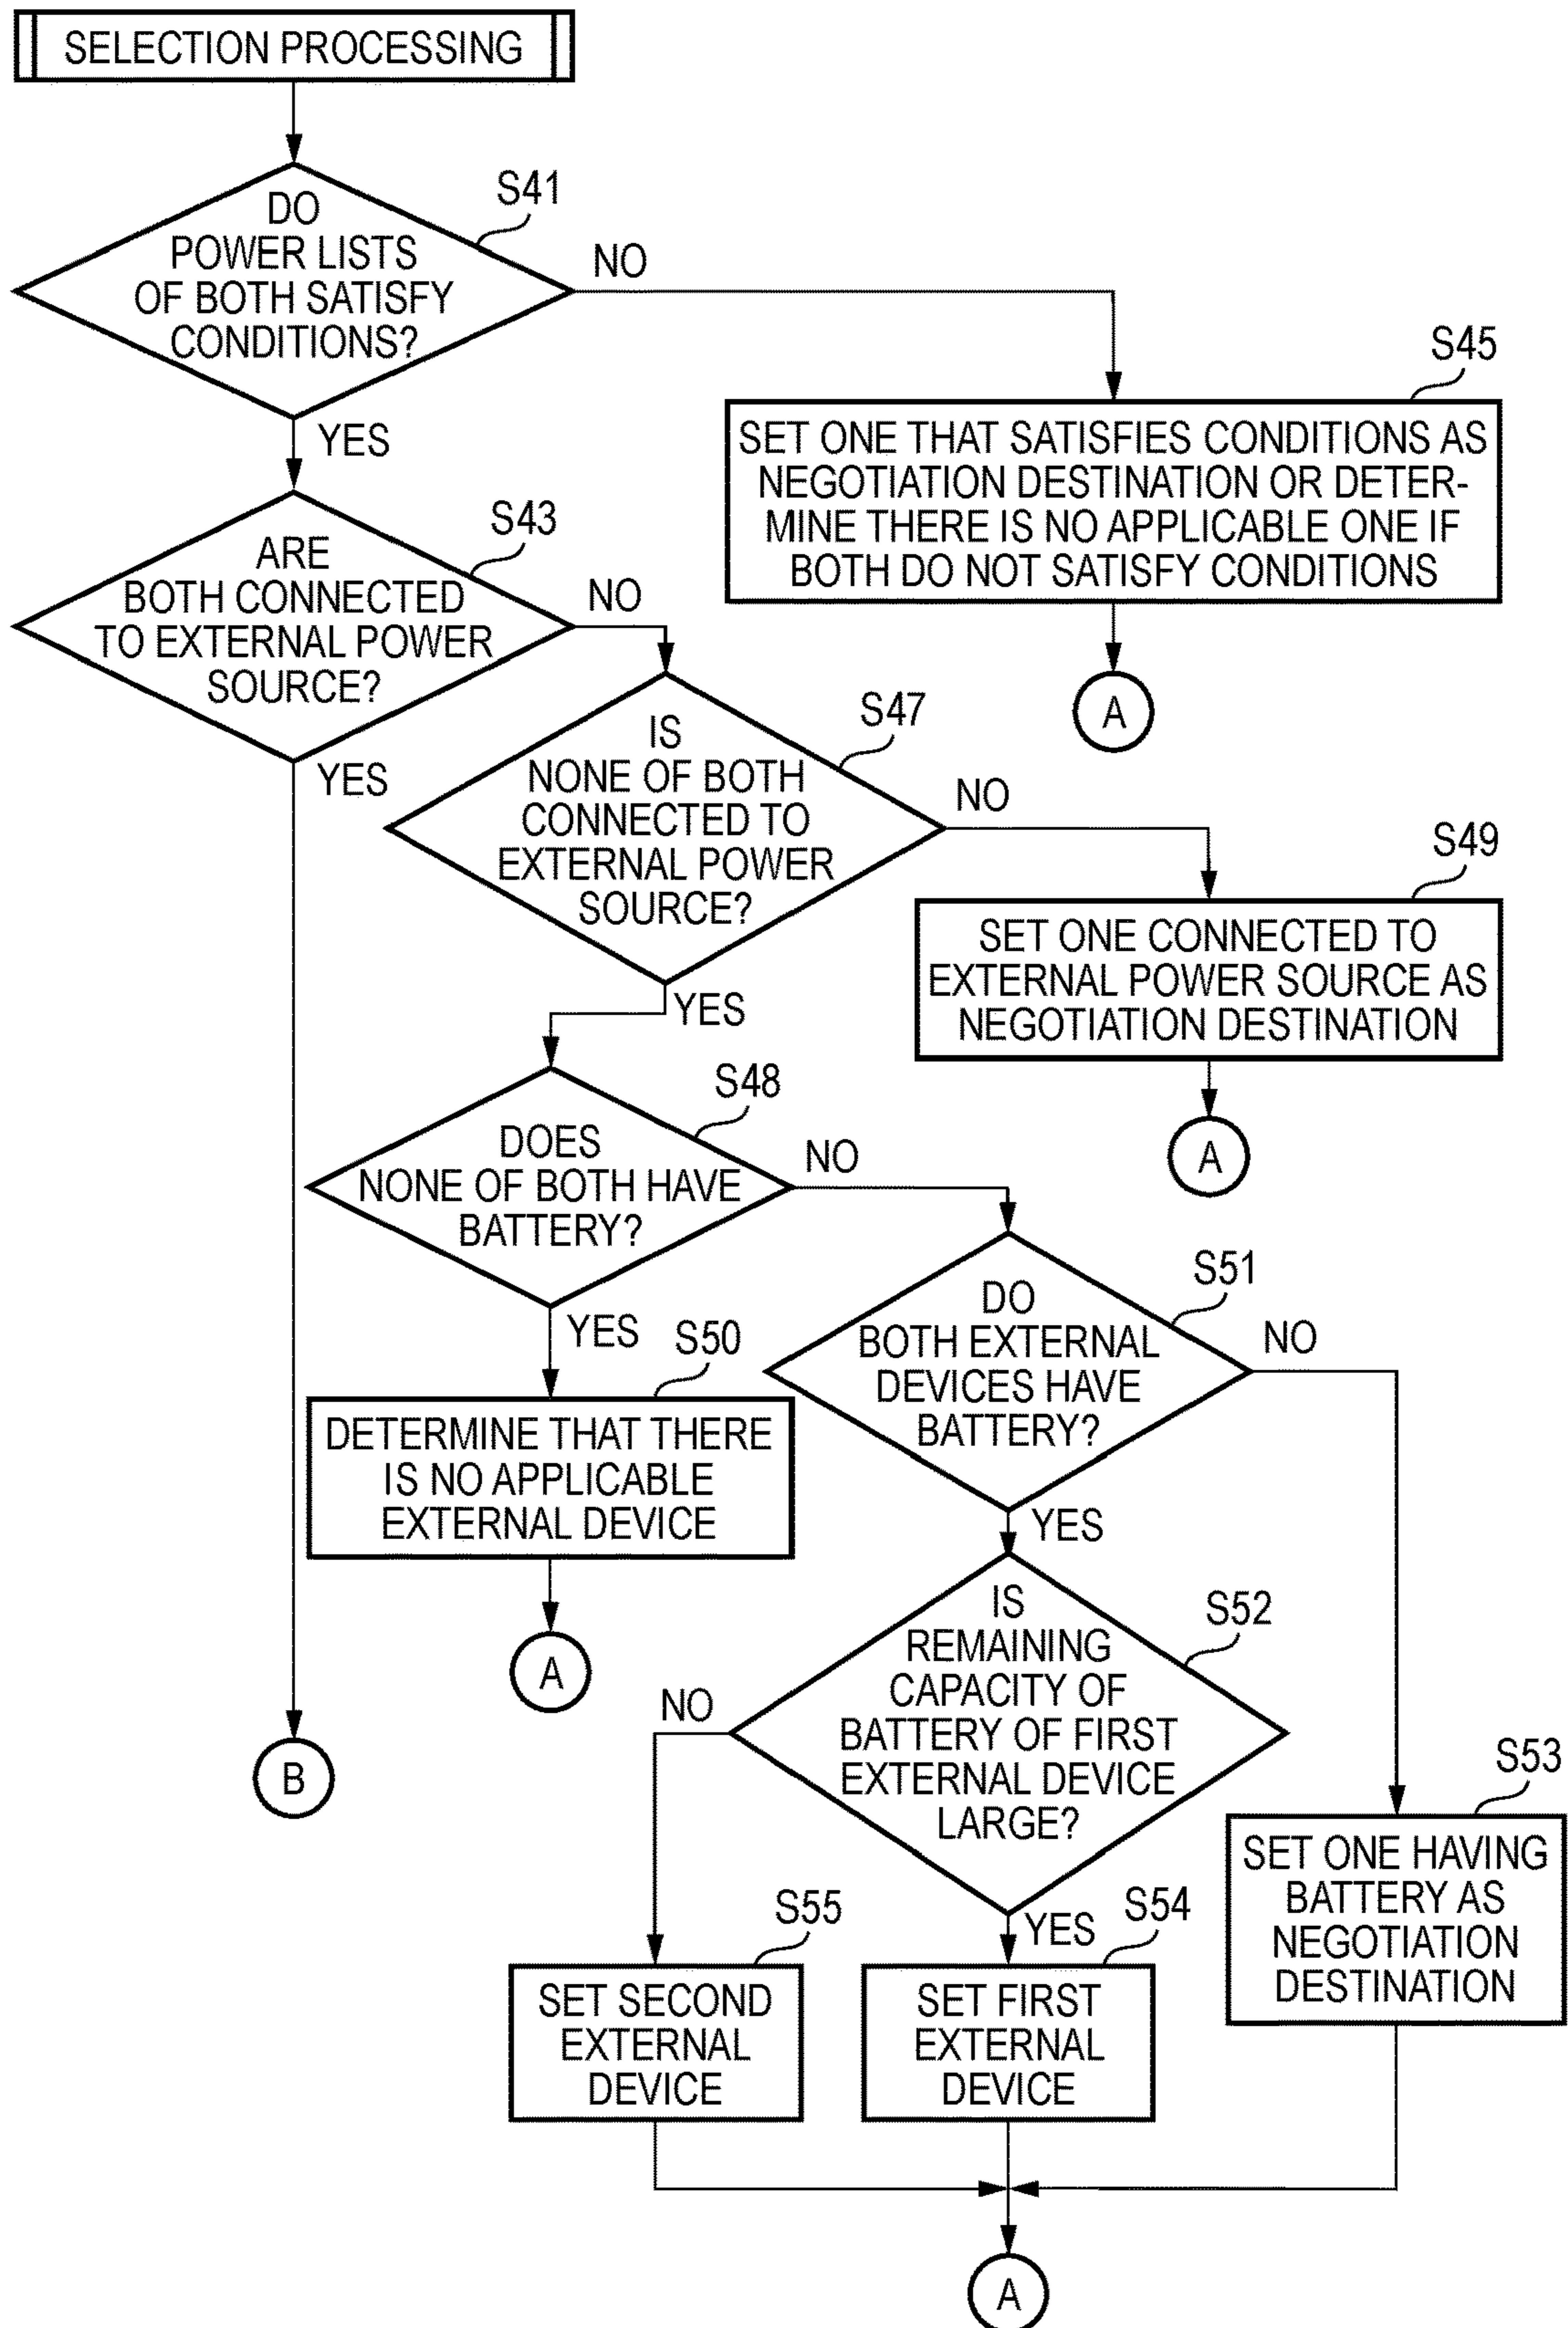 SELECTION PROCESSING
S41
DO
POWER LISTS
OF BOTH SATISFY
CONDITIONS?
NO
YES
S45
SET ONE THAT SATISFIES CONDITIONS AS
NEGOTIATION DESTINATION OR DETER-
MINE THERE IS NO APPLICABLE ONE IF
BOTH DO NOT SATISFY CONDITIONS
A
S43
ARE
BOTH CONNECTED
TO EXTERNAL POWER
SOURCE?
NO
YES
S47
IS
NONE OF BOTH
CONNECTED TO
EXTERNAL POWER
SOURCE?
NO
YES
S49
SET ONE CONNECTED TO
EXTERNAL POWER SOURCE AS
NEGOTIATION DESTINATION
A
S48
DOES
NONE OF BOTH HAVE
BATTERY?
NO
YES
S50
DETERMINE THAT THERE
IS NO APPLICABLE
EXTERNAL DEVICE
A
B
S51
DO
BOTH EXTERNAL
DEVICES HAVE
BATTERY?
NO
YES
S52
IS
REMAINING
CAPACITY OF
BATTERY OF FIRST
EXTERNAL DEVICE
LARGE?
NO
YES
S53
SET ONE HAVING
BATTERY AS
NEGOTIATION
DESTINATION
S55
SET SECOND
EXTERNAL
DEVICE
S54
SET FIRST
EXTERNAL
DEVICE
A